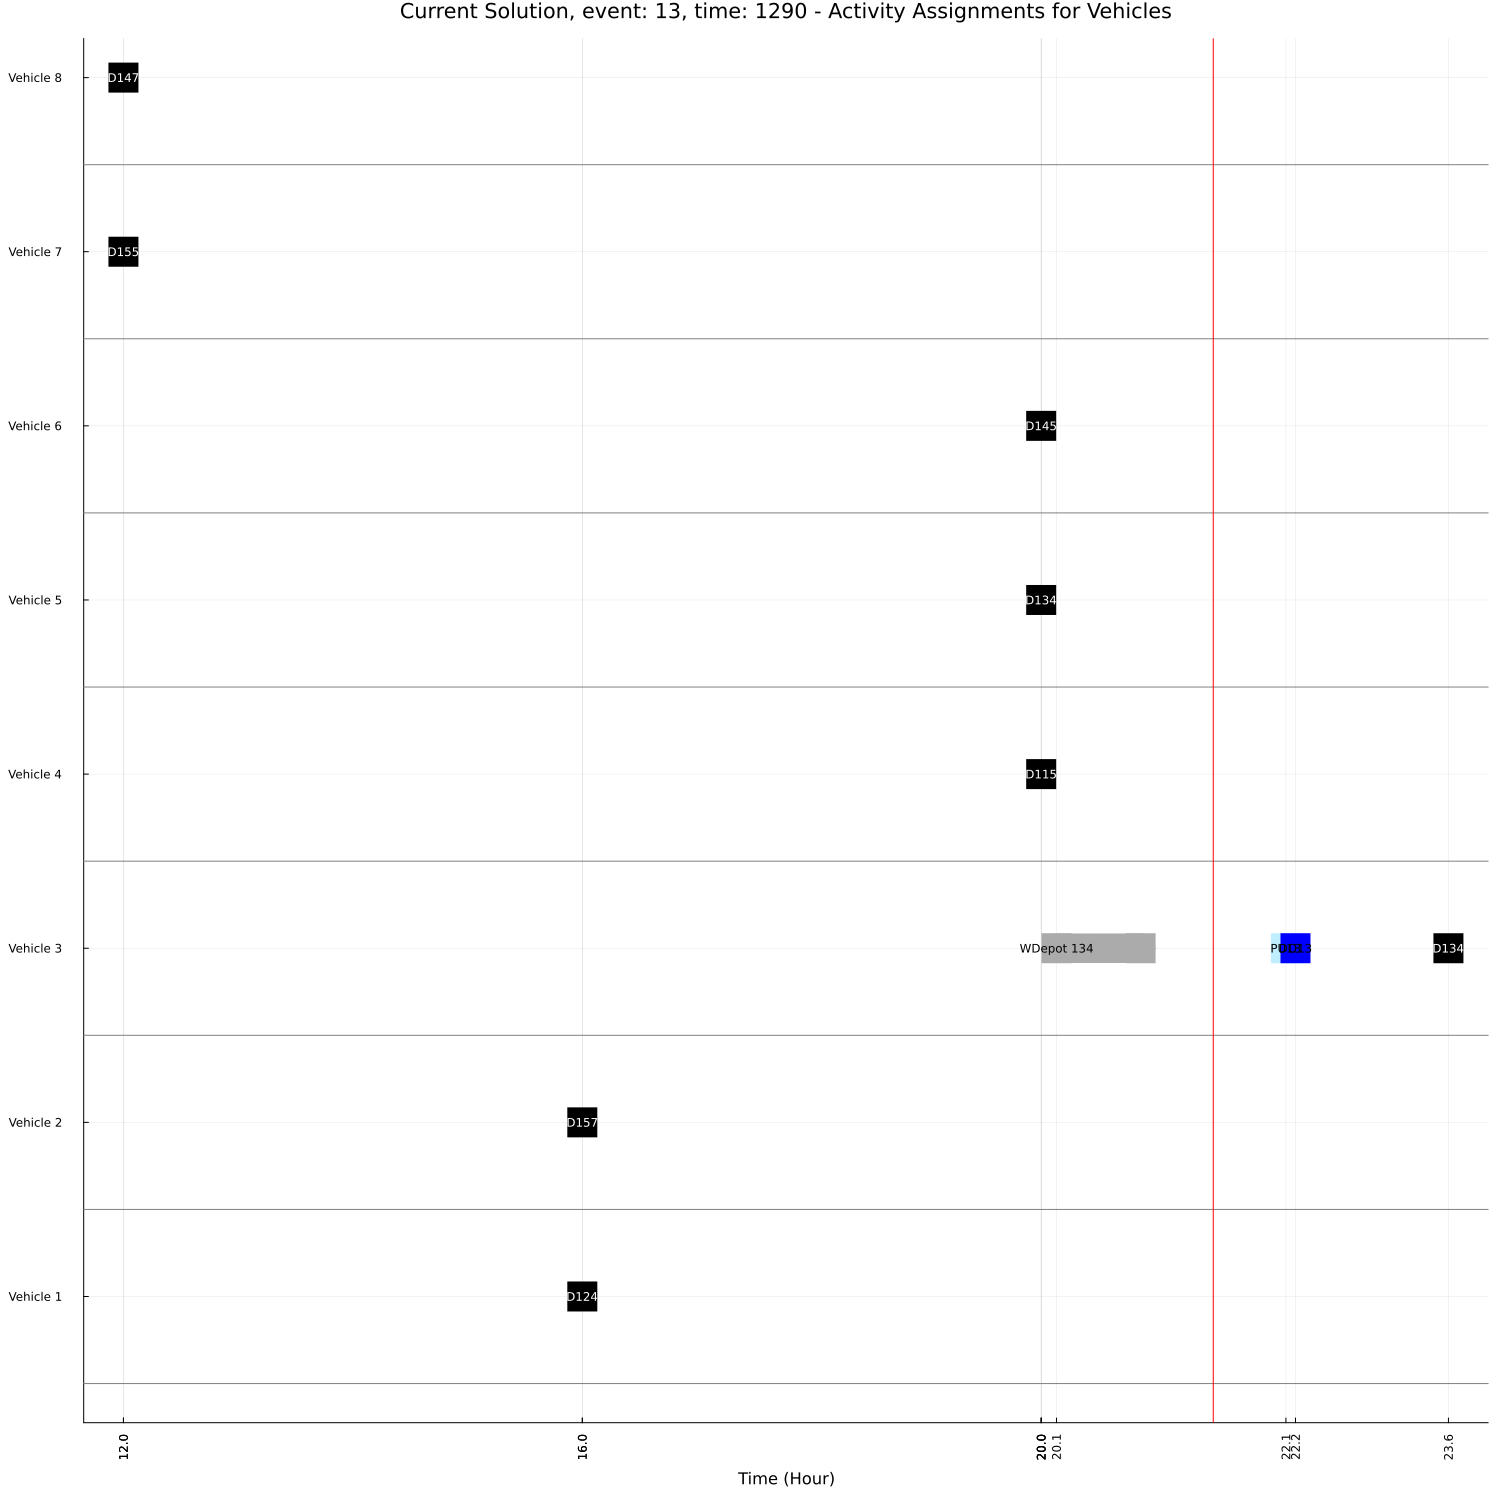 Current Solution, event: 13, time: 1290 - Activity Assignments for Vehicles
Vehicle 8
D147
Vehicle 7
D155
Vehicle 6
D145
Vehicle 5
D134
Vehicle 4
D115
Vehicle 3
WDepot 134
D134
Vehicle 2
D157
Vehicle 1
D124
12.0
16.0
20.0
20.1
22.2
23.6
Time (Hour)